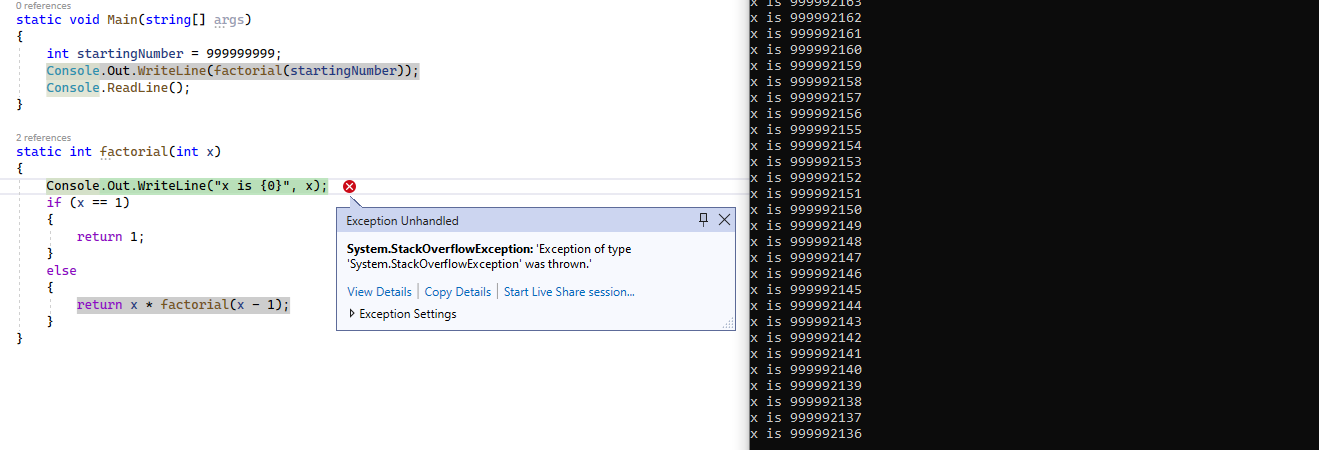 0 references
static void Main(string[] args)
{
int startingNumber = 999999999;
Console.Out.WriteLine(factorial(startingNumber));
Console.ReadLine();
}
2 references
static int factorial(int x)
{
Console.Out.WriteLine("x is {0}", x);
if (x == 1)
{
return 1;
}
else
{
return x * factorial(x - 1);
}
}
Exception Unhandled
System.StackOverflowException: 'Exception of type
'System.StackOverflowException' was thrown.'
View Details | Copy Details | Start Live Share session...
Exception Settings
x is 999992163
x is 999992162
x is 999992161
x is 999992160
x is 999992159
x is 999992158
x is 999992157
x is 999992156
x is 999992155
x is 999992154
x is 999992153
x is 999992152
x is 999992151
x is 999992150
x is 999992149
x is 999992148
x is 999992147
x is 999992146
x is 999992145
x is 999992144
x is 999992143
x is 999992142
x is 999992141
x is 999992140
x is 999992139
x is 999992138
x is 999992137
x is 999992136